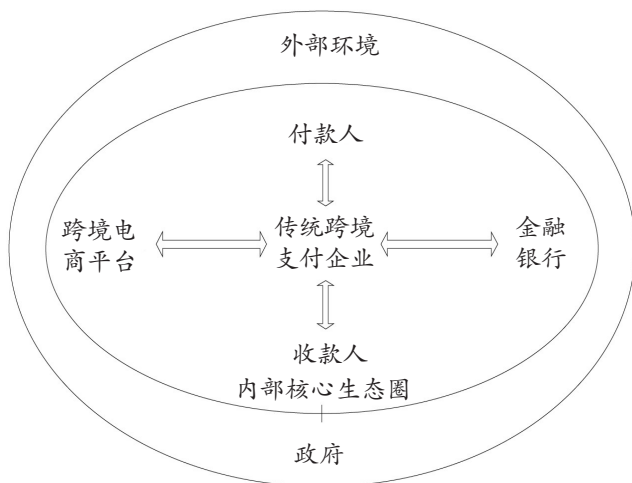 外部环境
付款人
跨境电
商平台
传统跨境
支付企业
金融
银行
收款人
内部核心生态圈
政府